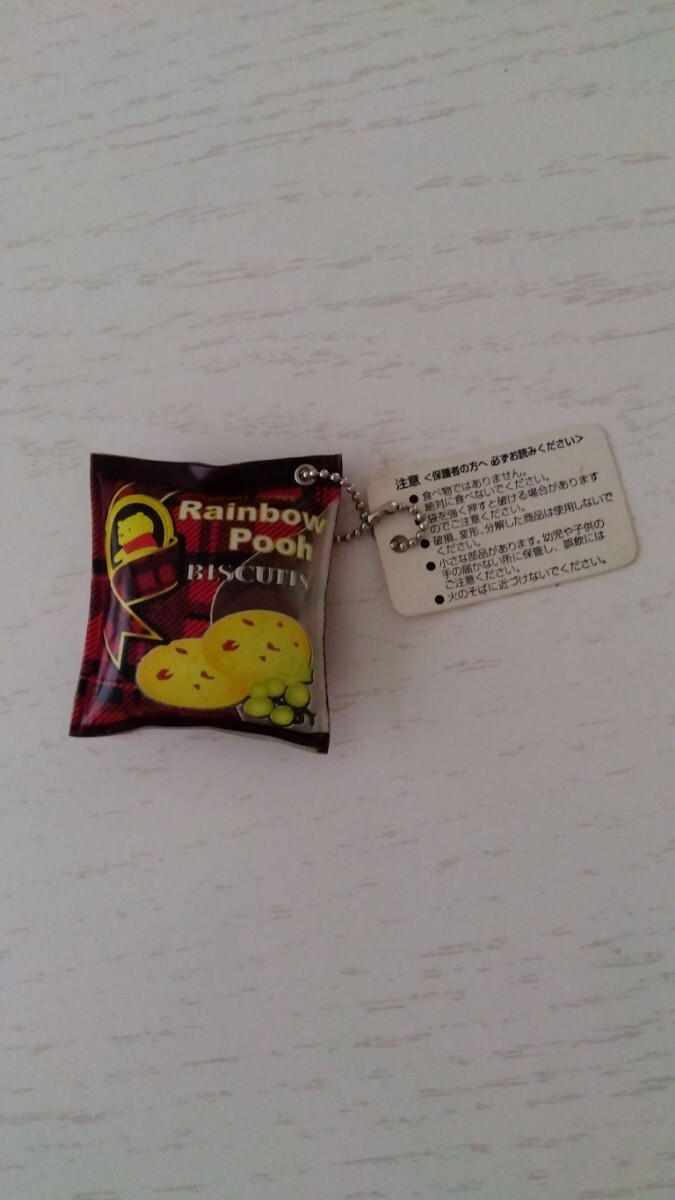 Rainbow
Pooh
BISCUITS
注意 <保護者の方へ 必ずお読みください>
● 食べ物ではありません。
絶対に食べないでください。
袋を強く押すと破ける場合があります
のでご注意ください。
● 破損、変形、分解した商品は使用しないで
ください。
● 小さな部品があります。幼児や子供の
手の届かない所に保管し、誤飲には
ご注意ください。
● 火のそばに近づけないでください。